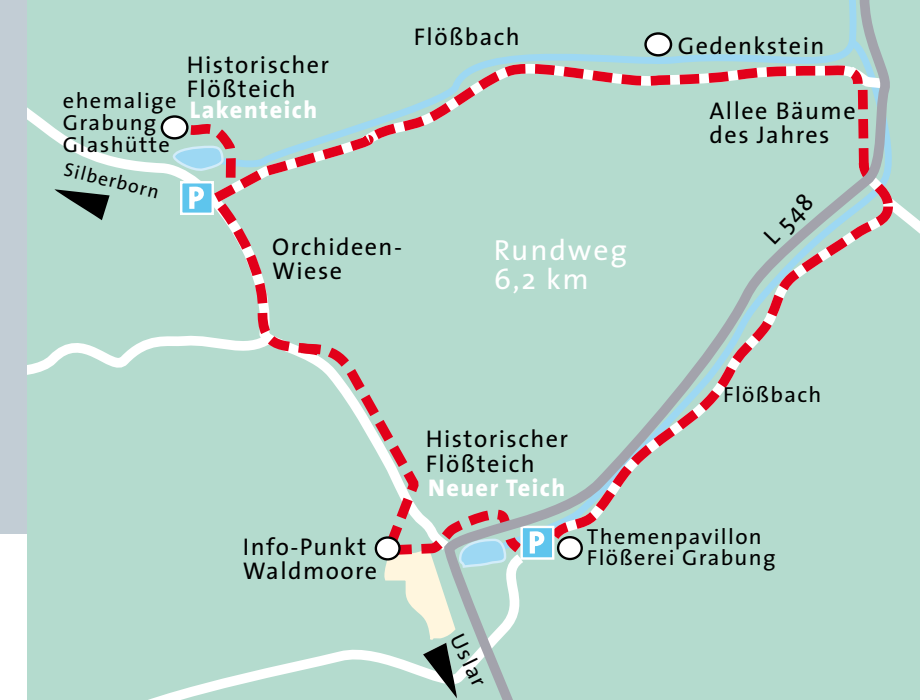 Flößbach
Gedenkstein
Historischer
Flößteich
Lakenteich
ehemalige
Grabung
Glashütte
Silberborn
P
Allee Bäume
des Jahres
L 548
Orchideen-
Wiese
Rundweg
6,2 km
Flößbach
Historischer
Flößteich
Neuer Teich
Info-Punkt
Waldmoore
P
Themenpavillon
Flößerei Grabung
Uslar